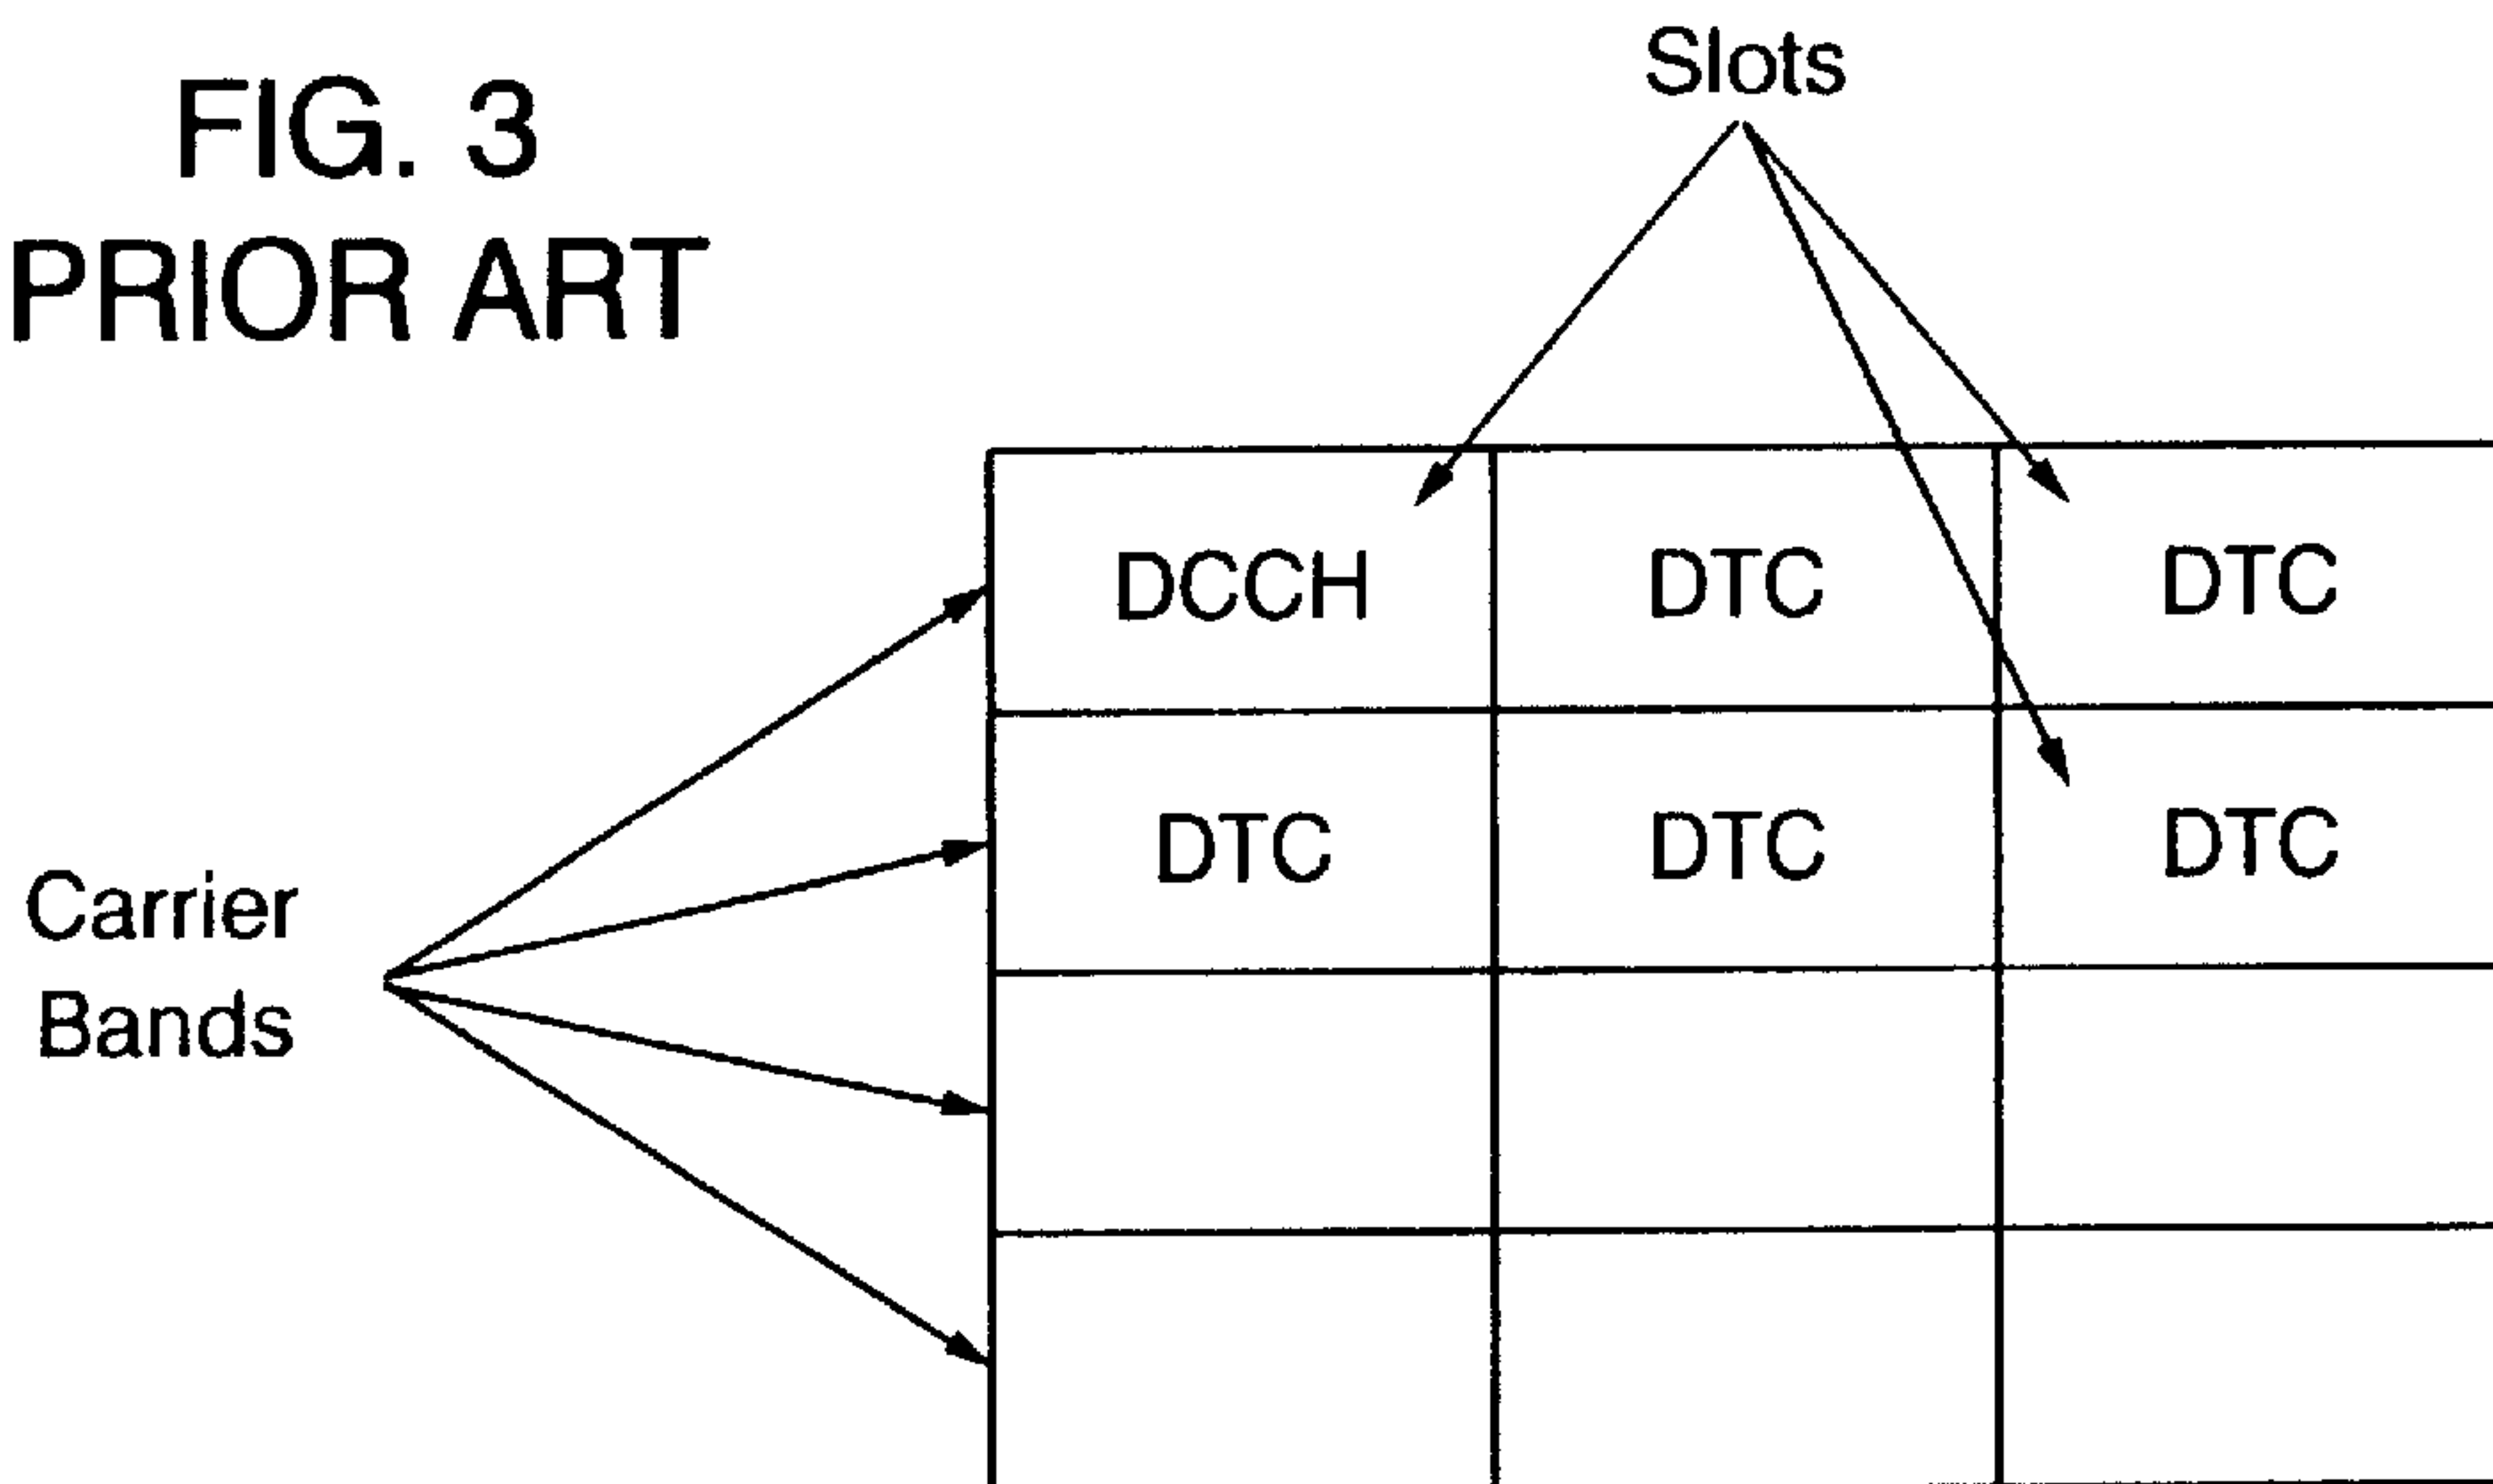 FIG. 3
PRIOR ART
Slots
DCCH DTC DTC
DTC DTC DTC
Carrier
Bands